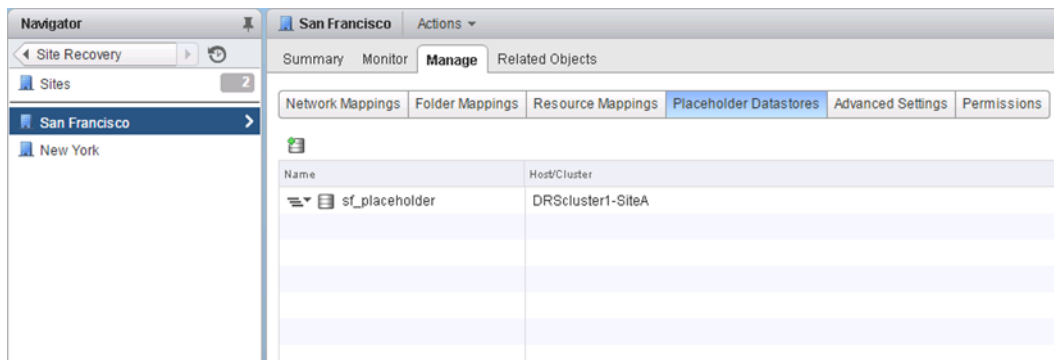 Navigator
Site Recovery
Sites 2
San Francisco
New York
San Francisco Actions
Summary Monitor Manage Related Objects
Network Mappings Folder Mappings Resource Mappings Placeholder Datastores Advanced Settings Permissions
Name Host/Cluster
sf_placeholder DRScluster1-SiteA